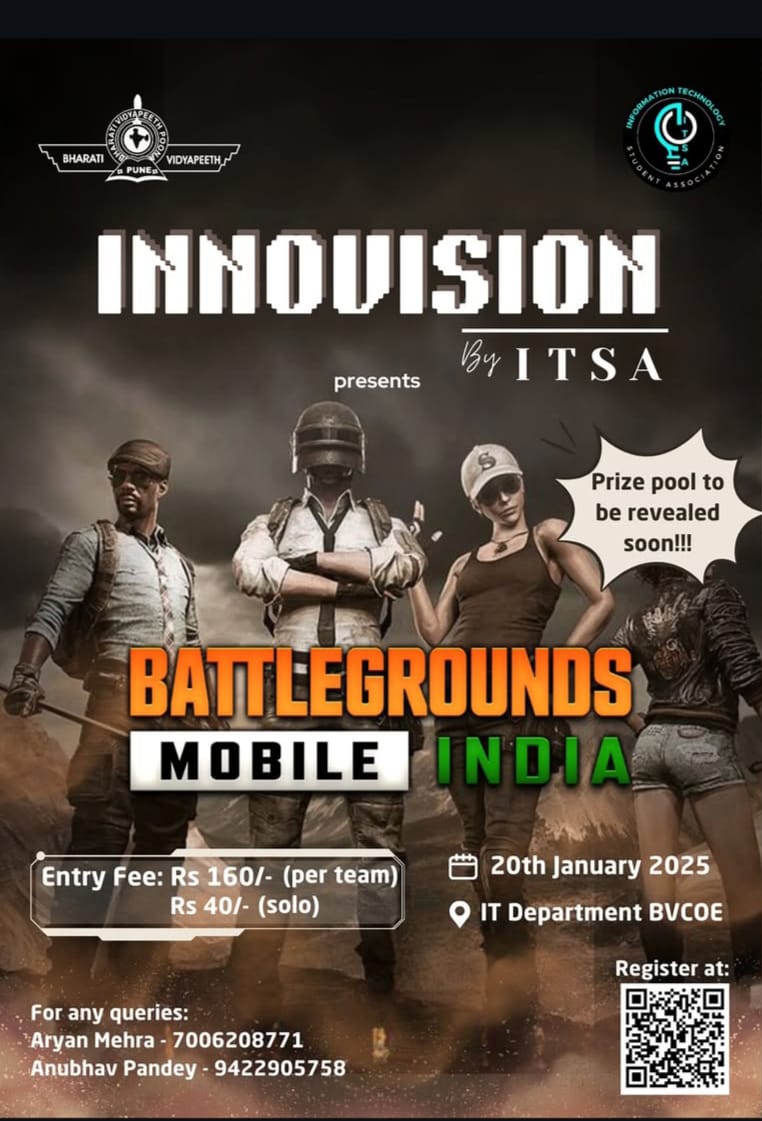 BHARATI VIDYAPEETH
BHARATI VIDYAPEETH POONA
PUNE
INFORMATION TECHNOLOGY
ITSA
STUDENT ASSOCIATION
INNOVISION
By ITSA
presents
S
Prize pool to
be revealed
soon!!!
BATTLEGROUNDS
MOBILE INDIA
Entry Fee: Rs 160/- (per team)
Rs 40/- (solo)
20th January 2025
IT Department BVCOE
Register at:
For any queries:
Aryan Mehra - 7006208771
Anubhav Pandey - 9422905758